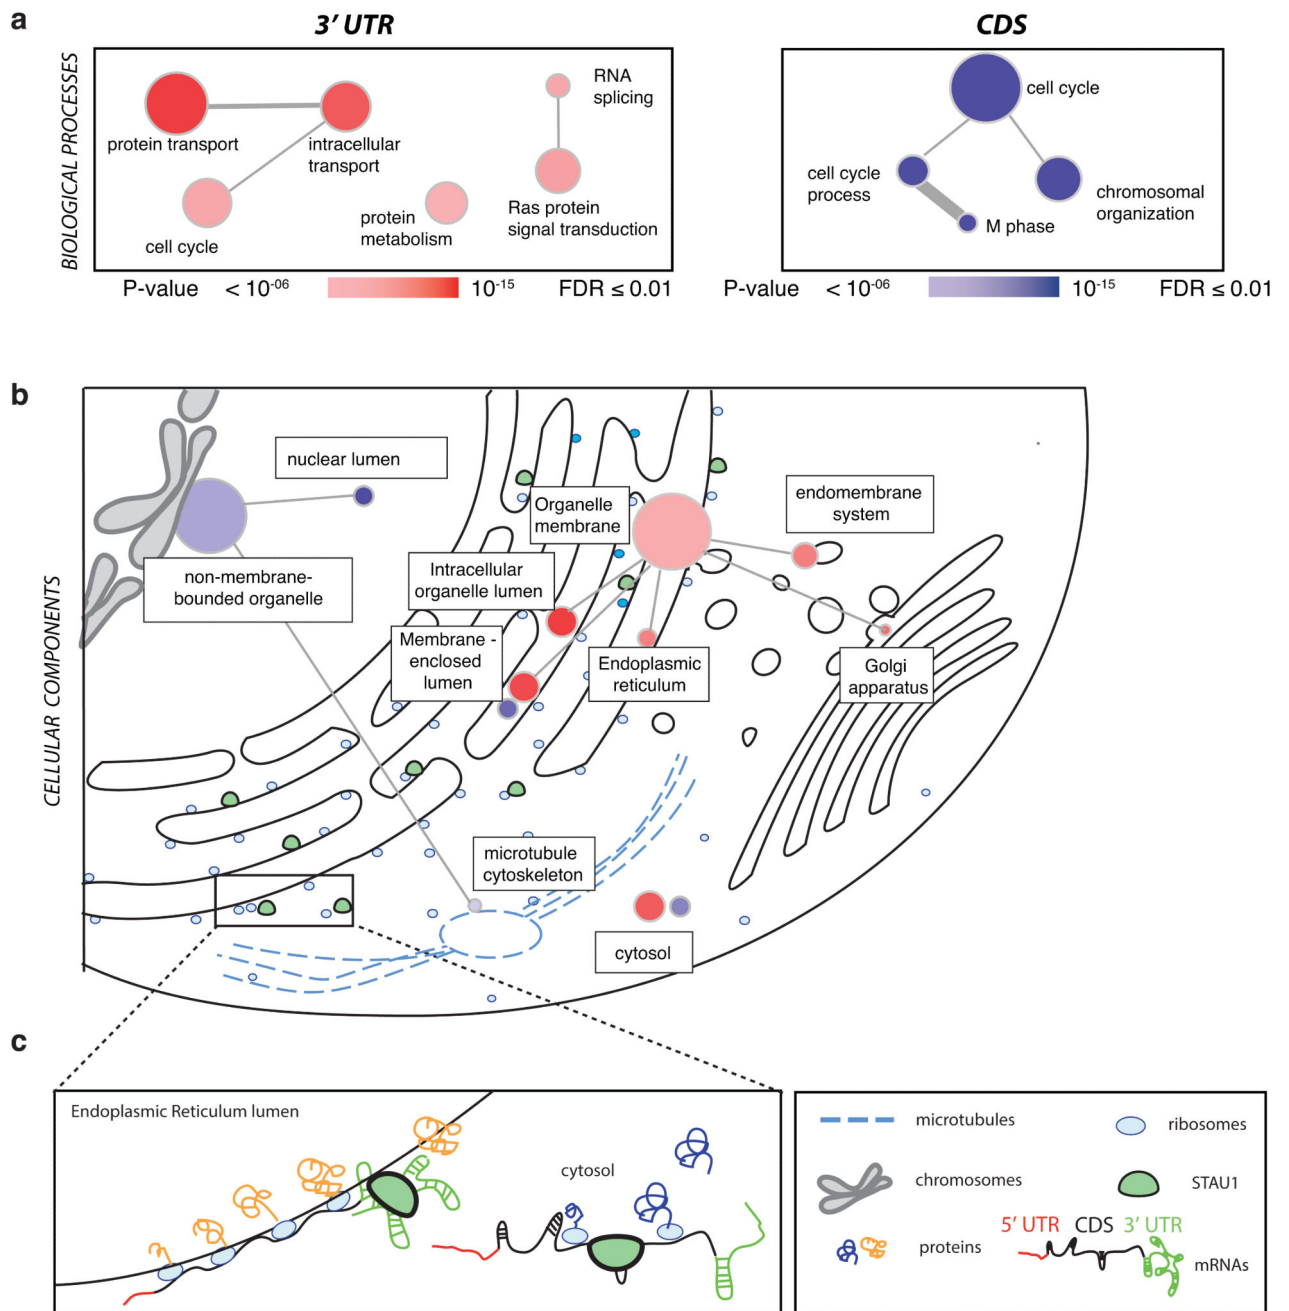 a
3′ UTR
CDS
BIOLOGICAL PROCESSES
protein transport
intracellular
transport
cell cycle
protein
metabolism
RNA
splicing
Ras protein
signal transduction
cell cycle
cell cycle
process
M phase
chromosomal
organization
P-value < 10-06 10-15 FDR ≤ 0.01
P-value < 10-06 10-15 FDR ≤ 0.01
b
CELLULAR COMPONENTS
nuclear lumen
non-membrane-
bounded organelle
Organelle
membrane
endomembrane
system
Intracellular
organelle lumen
Membrane -
enclosed
lumen
Endoplasmic
reticulum
Golgi
apparatus
microtubule
cytoskeleton
cytosol
c
Endoplasmic Reticulum lumen
cytosol
microtubules
ribosomes
chromosomes
STAU1
proteins
5′ UTR CDS 3′ UTR
mRNAs